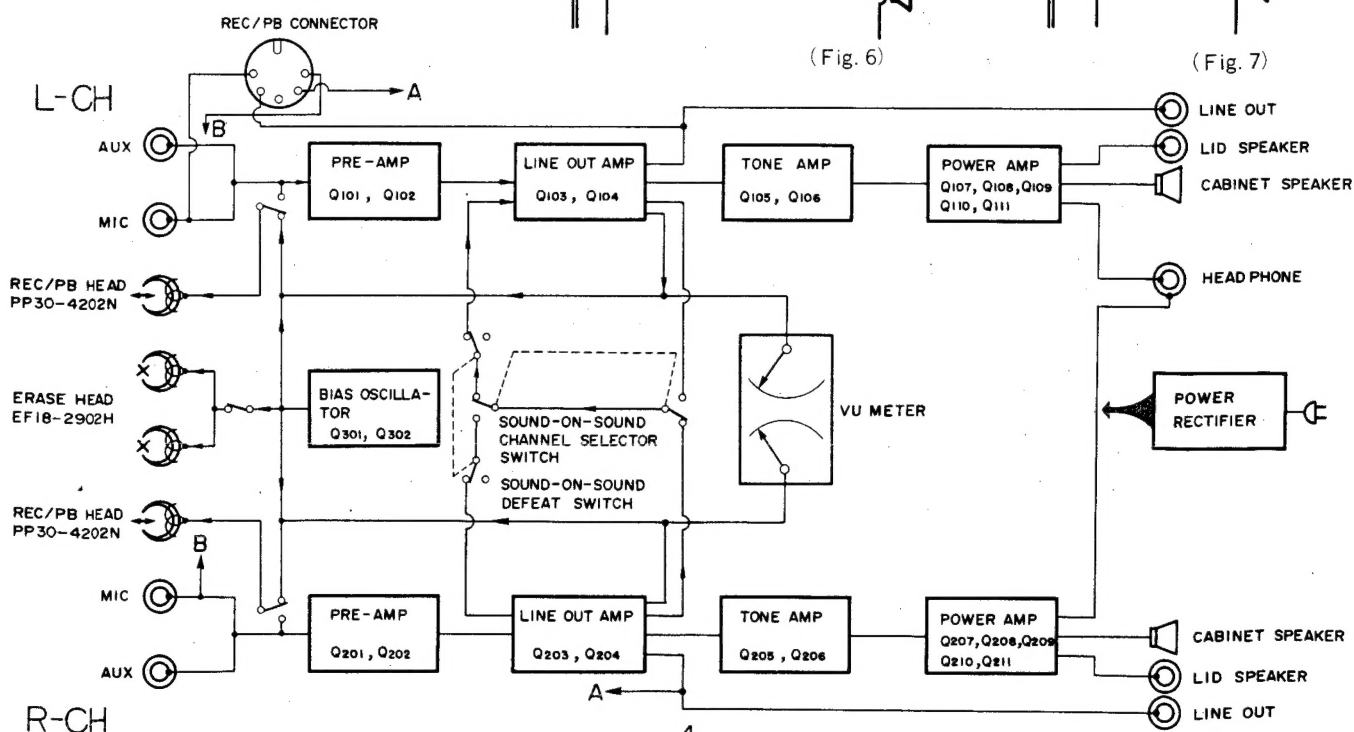 (Fig. 6)
(Fig. 7)
REC/PB CONNECTOR
L-CH
A
B
AUX
MIC
REC/PB HEAD
PP30-4202N
ERASE HEAD
EF18-2902H
REC/PB HEAD
PP30-4202N
B
MIC
AUX
R-CH
PRE-AMP
Q101, Q102
LINE OUT AMP
Q103, Q104
TONE AMP
Q105, Q106
POWER AMP
Q107, Q108, Q109
Q110, Q111
LINE OUT
LID SPEAKER
CABINET SPEAKER
HEAD PHONE
BIAS OSCILLA-
TOR
Q301, Q302
SOUND-ON-SOUND
CHANNEL SELECTOR
SWITCH
SOUND-ON-SOUND
DEFEAT SWITCH
VU METER
POWER
RECTIFIER
PRE-AMP
Q201, Q202
LINE OUT AMP
Q203, Q204
TONE AMP
Q205, Q206
POWER AMP
Q207, Q208, Q209
Q210, Q211
CABINET SPEAKER
LID SPEAKER
LINE OUT
A